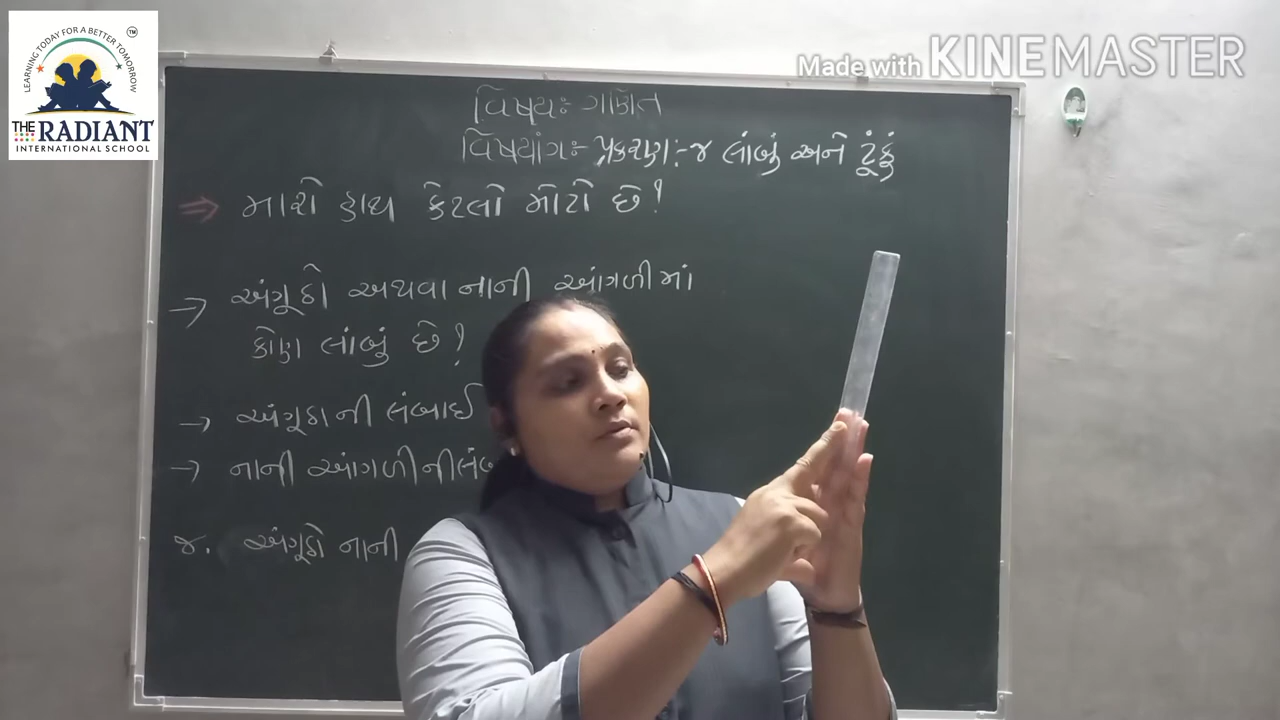 LEARNING TODAY FOR A BETTER TOMORROW
TM
THE RADIANT
INTERNATIONAL SCHOOL
Made with KINEMASTER
વિષયઃ- ગણિત
વિષયાંગઃ- પ્રકરણઃ-૪ લાંબું અને ટૂંકું
⇒ મારો હાથ કેટલો મોટો છે!
→ અંગૂઠો અથવા નાની આંગળીમાં
કોણ લાંબું છે!
→ અંગૂઠાની લંબાઈ
→ નાની આંગળીની
૪. અંગૂઠો નાની